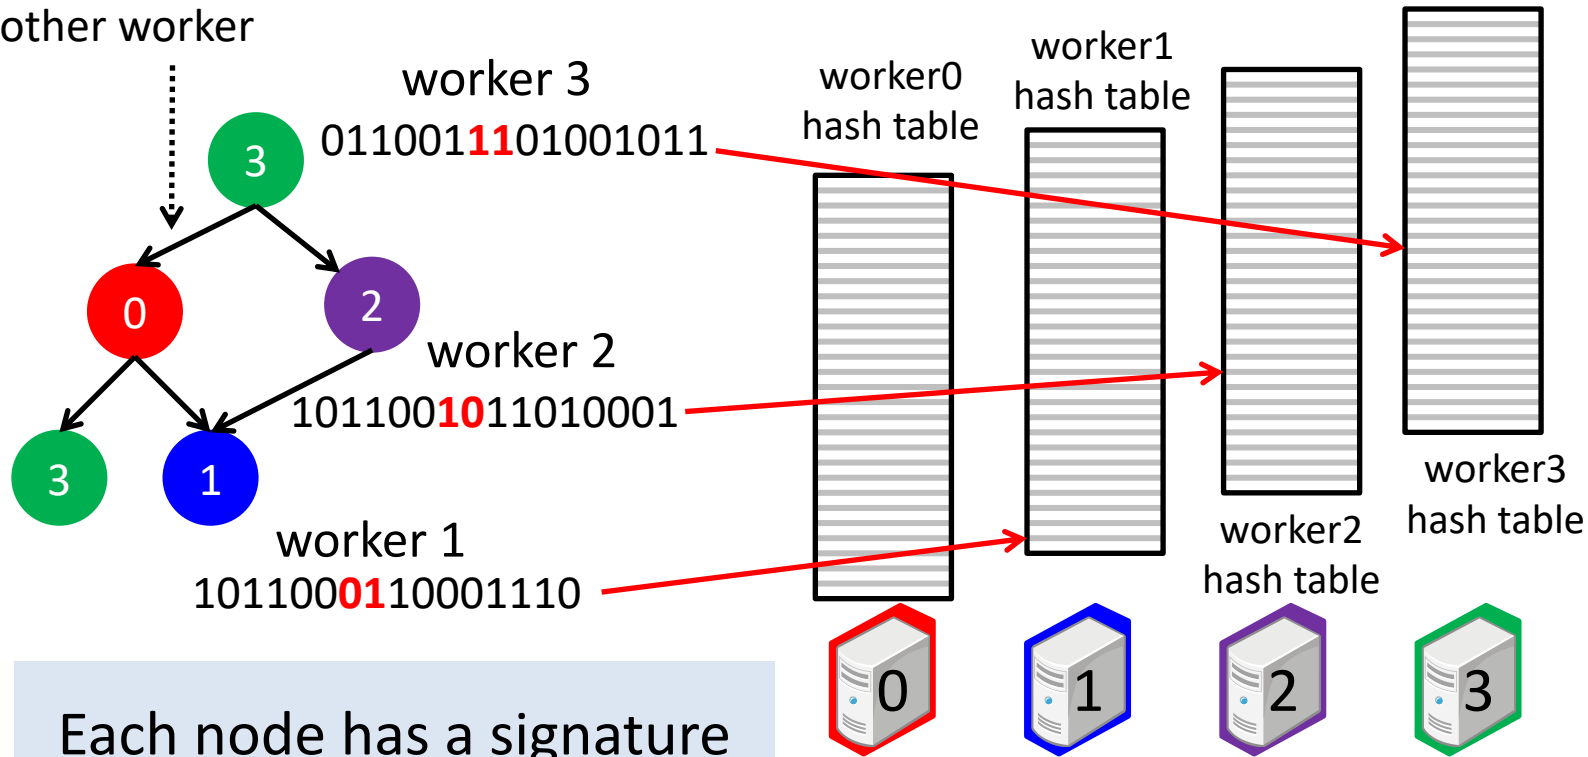 other worker
worker 3
0110011101001011
3
0
2
worker 2
1011001011010001
3
1
worker 1
1011000110001110
Each node has a signature
worker0
hash table
worker1
hash table
worker2
hash table
worker3
hash table
0
1
2
3